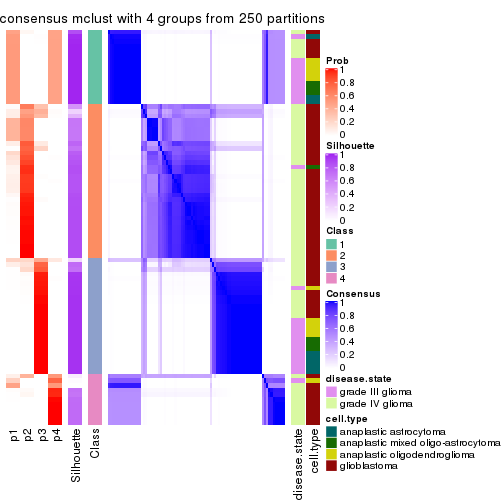 consensus mclust with 4 groups from 250 partitions
Prob
1
0.8
0.6
0.4
0.2
0
Silhouette
1
0.8
0.6
0.4
0.2
0
Class
1
2
3
4
Consensus
1
0.8
0.6
0.4
0.2
0
disease.state
grade III glioma
grade IV glioma
cell.type
anaplastic astrocytoma
anaplastic mixed oligo-astrocytoma
anaplastic oligodendroglioma
glioblastoma
p1
p2
p3
p4
Silhouette
Class
disease.state
cell.type